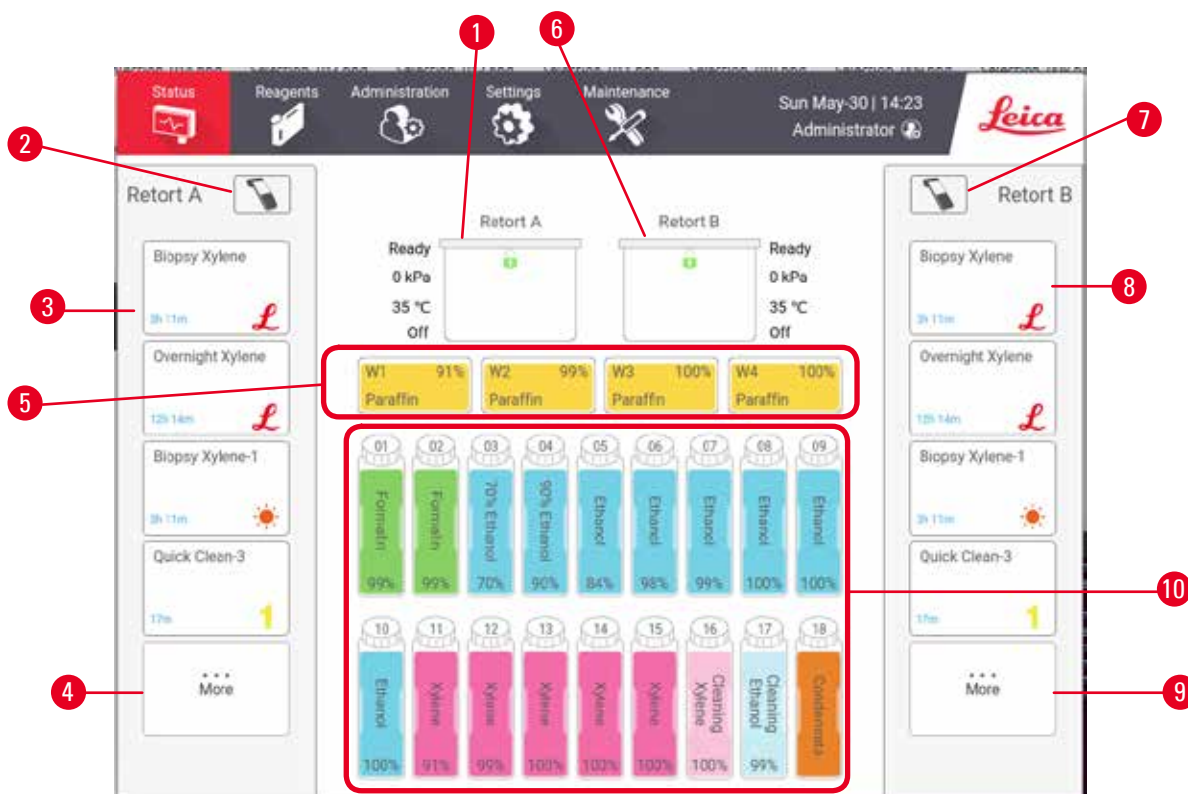 1
6
Status
Reagents
Administration
Settings
Maintenance
Sun May-30 | 14:23
Administrator
Leica
2
7
Retort A
Retort B
Retort A
Retort B
Biopsy Xylene
3h 11m
L
3
Overnight Xylene
12h 14m
L
Biopsy Xylene-1
3h 11m
Quick Clean-3
17m
1
4
... More
Ready
0 kPa
35 °C
Off
Ready
0 kPa
35 °C
Off
5
W1 91%
Paraffin
W2 99%
Paraffin
W3 100%
Paraffin
W4 100%
Paraffin
01 02 03 04 05 06 07 08 09
Formalin
Formalin
70% Ethanol
90% Ethanol
Ethanol
Ethanol
Ethanol
Ethanol
Ethanol
99% 99% 70% 90% 84% 98% 99% 100% 100%
10 11 12 13 14 15 16 17 18
Ethanol
Xylene
Xylene
Xylene
Xylene
Xylene
Cleaning Xylene
Cleaning Ethanol
Condensate
100% 91% 99% 100% 100% 100% 100% 99%
Biopsy Xylene
3h 11m
L
8
Overnight Xylene
12h 14m
L
Biopsy Xylene-1
3h 11m
Quick Clean-3
17m
1
10
... More
9